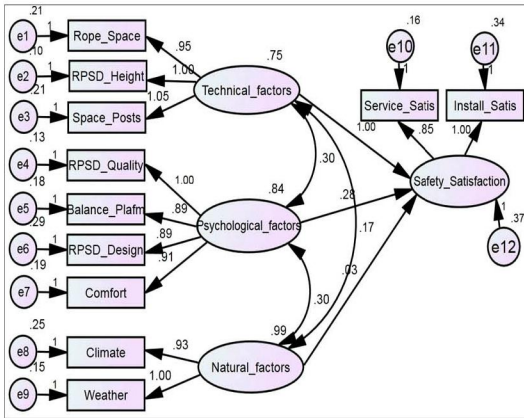 .21
e1 1 Rope_Space
.10
e2 1 RPSD_Height
.21
e3 1 Space_Posts
.13
e4 1 RPSD_Quality
.18
e5 1 Balance_Plafm
.29
e6 1 RPSD_Design
.19
e7 1 Comfort
.25
e8 1 Climate
.15
e9 1 Weather
.95
1.00
1.05
.75
Technical_factors
1.00
.89
.89
.91
.84
Psychological_factors
.93
1.00
.99
Natural_factors
.30
.17
.30
1.00
.28
.03
.16
e10
1
Service_Satis
.34
e11
1
Install_Satis
.85
1.00
Safety_Satisfaction
1
.37
e12